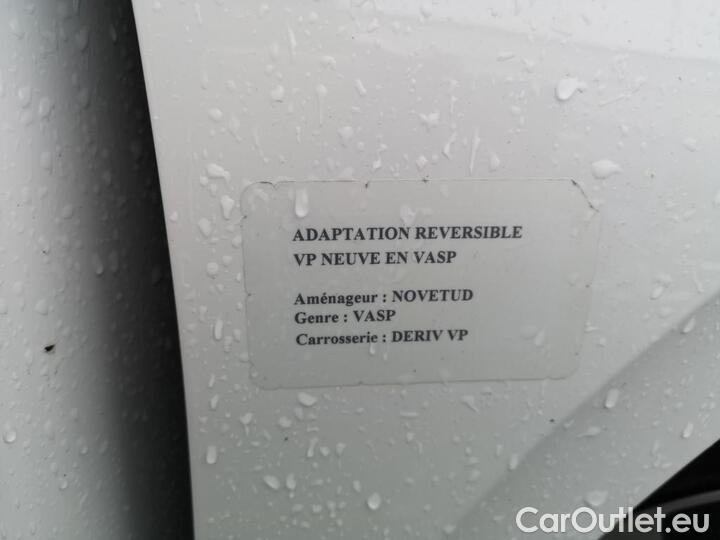 ADAPTATION REVERSIBLE
VP NEUVE EN VASP
Aménageur : NOVETUD
Genre : VASP
Carrosserie : DERIV VP
CarOutlet.eu